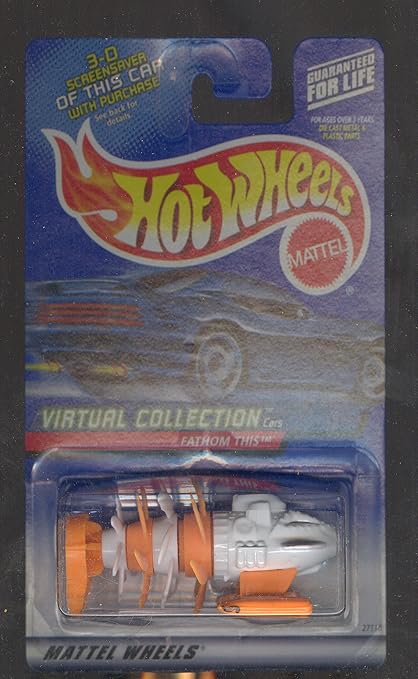 3-D
SCREENSAVER
OF THIS CAR
WITH PURCHASE
See back for
details
GUARANTEED
FOR LIFE
FOR AGES OVER 3 YEARS
DIE CAST METAL &
PLASTIC PARTS
HOT WHEELS
MATTEL
®
VIRTUAL COLLECTION™
Cars
FATHOM THIS™
MATTEL WHEELS®